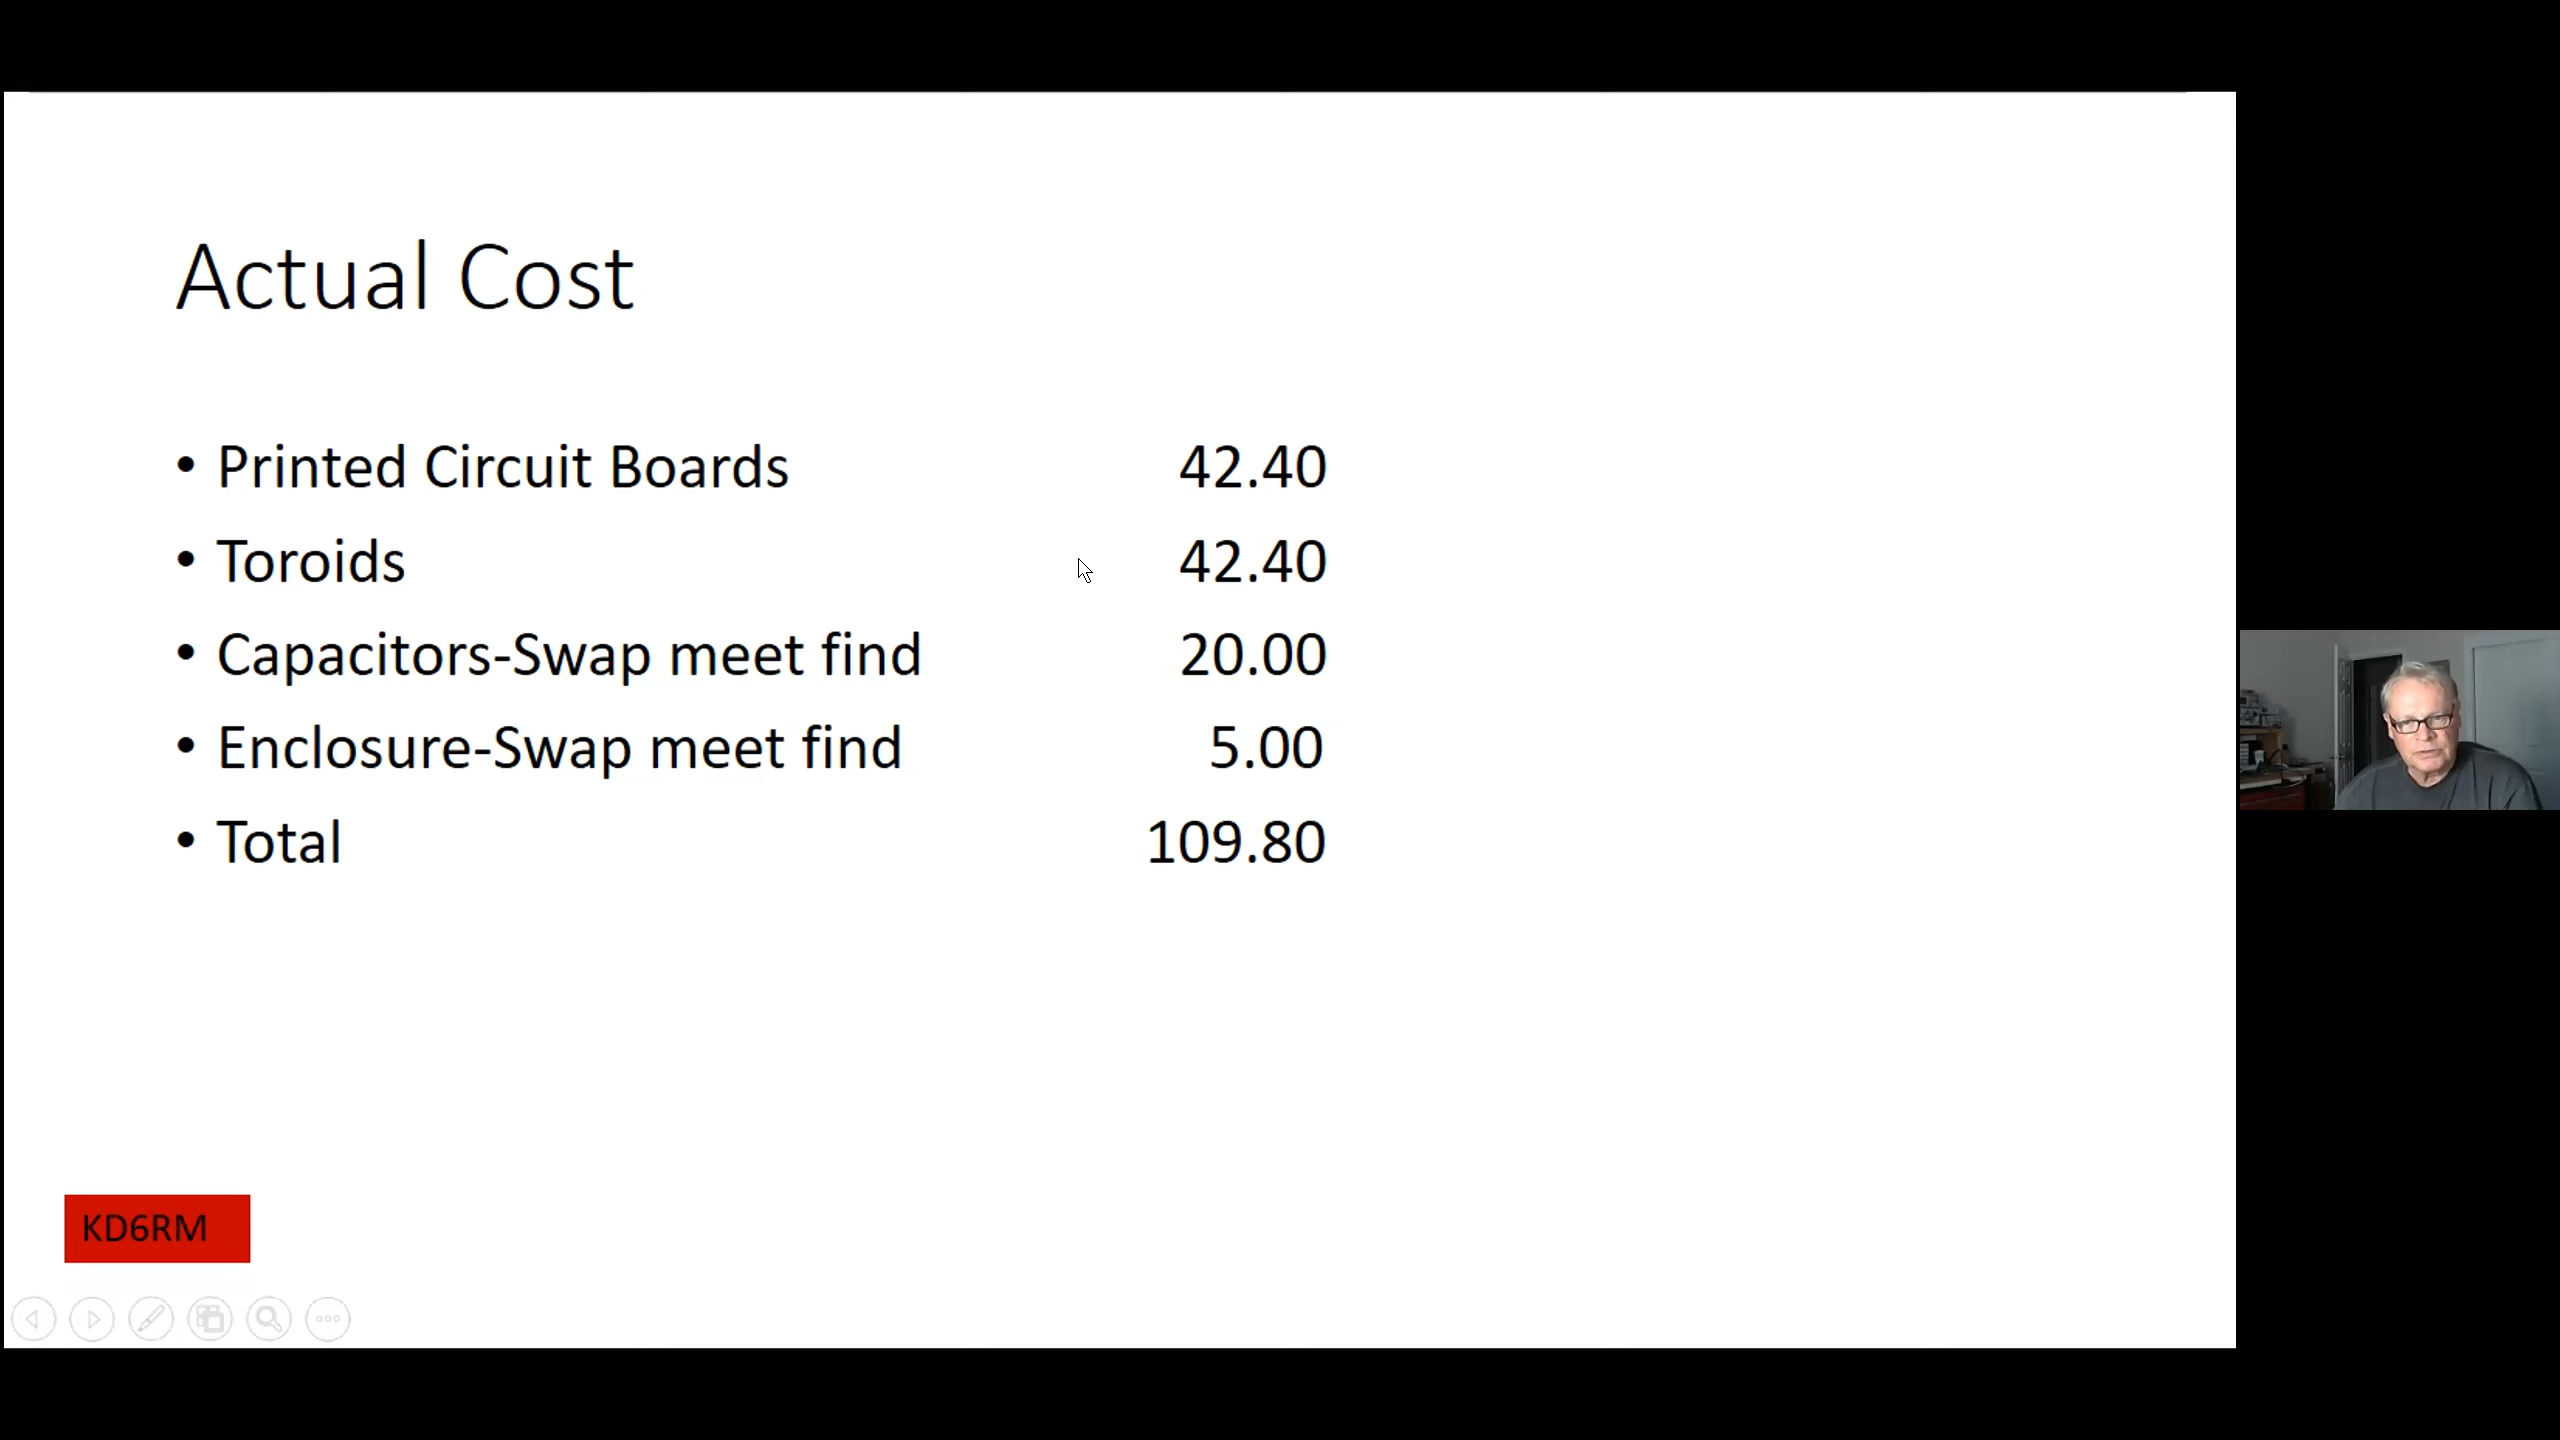 Actual Cost
• Printed Circuit Boards 42.40
• Toroids 42.40
• Capacitors-Swap meet find 20.00
• Enclosure-Swap meet find 5.00
• Total 109.80
KD6RM